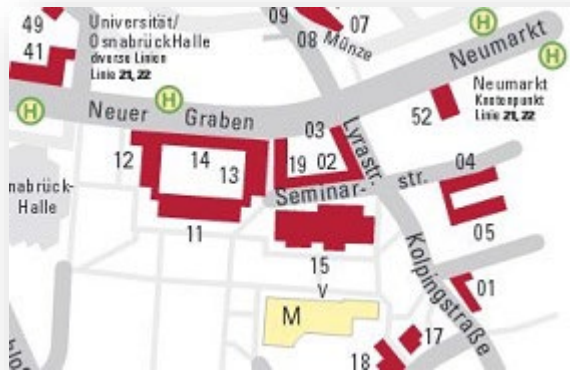 49
41
Universität/
OsnabrückHalle
diverse Linien
Linie 21, 22
09
07
08
Münze
H
Neumarkt
H
Neumarkt
Knotenpunkt
Linie 21, 22
H
H
Neuer Graben
52
03
Lyrastr.
12
14
13
19
02
04
nabrück-
Halle
Seminar- str.
11
05
15
V
Kolpingstraße
01
M
17
18